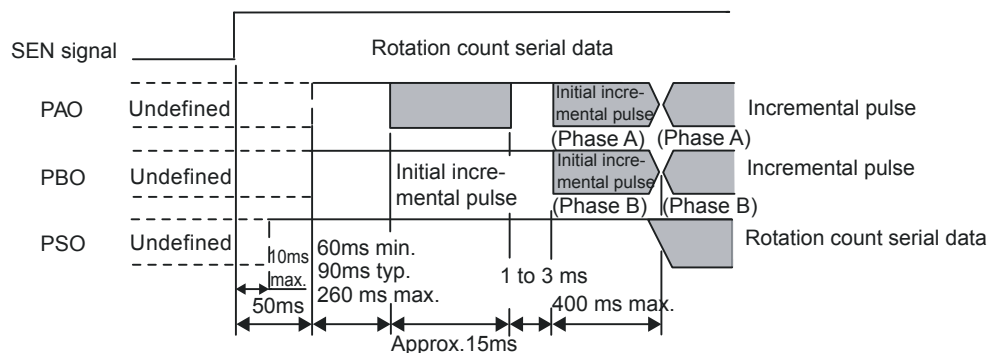 SEN signal
Rotation count serial data
PAO
Undefined
Initial incre-
mental pulse
(Phase A)
(Phase A)
Incremental pulse
PBO
Undefined
Initial incre-
mental pulse
Initial incre-
mental pulse
(Phase B)
(Phase B)
Incremental pulse
PSO
Undefined
Rotation count serial data
10ms
max.
50ms
60ms min.
90ms typ.
260 ms max.
1 to 3 ms
400 ms max.
Approx.15ms